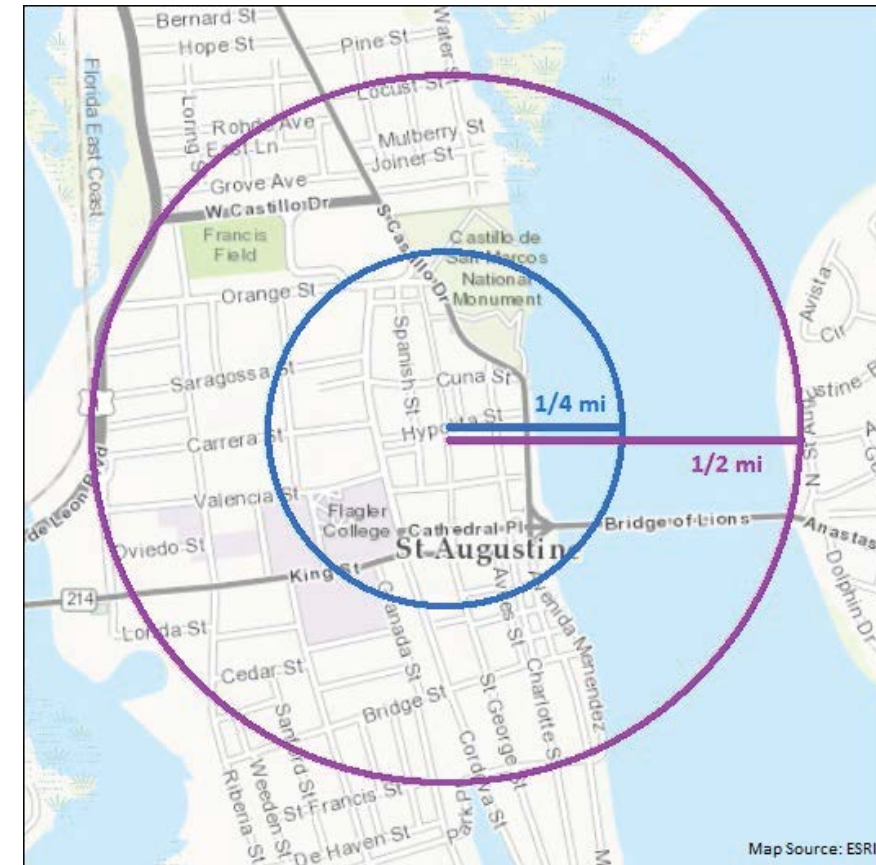 Bernard St
Hope St
Pine St
Water St
Locust St
Florida East Coast
Loring St
Rohde Ave
East Ln
Mulberry St
Joiner St
Grove Ave
W Castillo Dr
S Castillo Dr
Francis
Field
Castillo de
San Marcos
National
Monument
Orange St
Avista
Cir
Spanish St
Saragossa St
Cuna St
1/4 mi
Hypolita St
Carrera St
1/2 mi
N St
Valencia St
de Leon
Flagler
College
Cathedral Pl
Bridge of Lions
Anastas
St Augustine
Oviedo St
King St
214
Granada St
Aviles St
Avenida Menendez
Dolphin Dr
Lorida St
Cedar St
Bridge St
St George St
Charlotte S
Sanford St
Cordova St
Weeden St
Riberia St
St Francis St
De Haven St
M
Map Source: ESRI